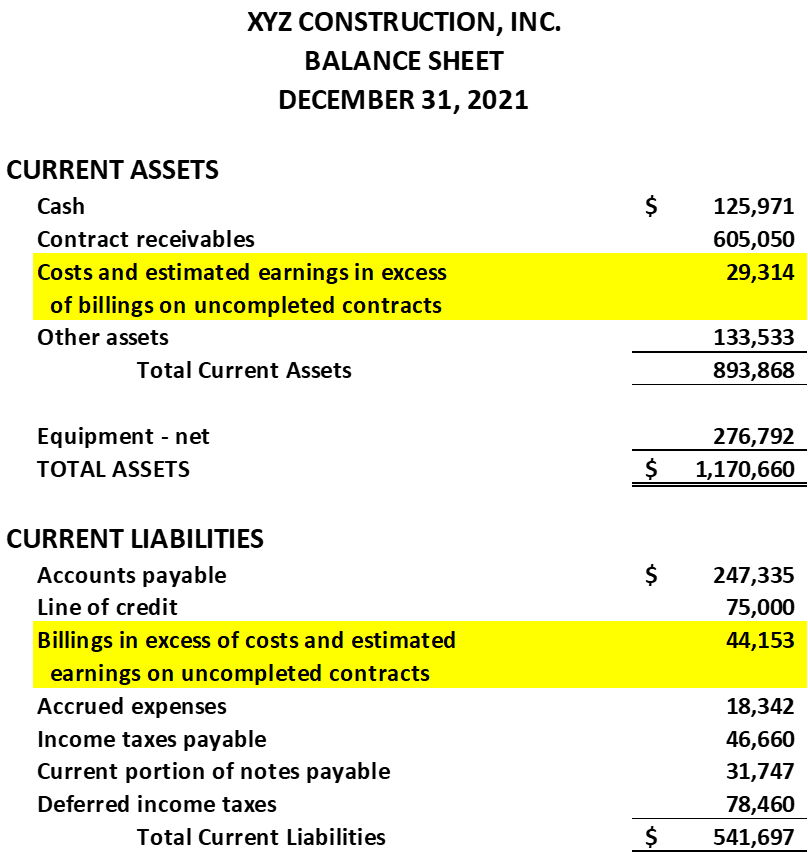 XYZ CONSTRUCTION, INC.
BALANCE SHEET
DECEMBER 31, 2021
CURRENT ASSETS
Cash $ 125,971
Contract receivables 605,050
Costs and estimated earnings in excess 29,314
of billings on uncompleted contracts
Other assets 133,533
Total Current Assets 893,868
Equipment - net 276,792
TOTAL ASSETS $ 1,170,660
CURRENT LIABILITIES
Accounts payable $ 247,335
Line of credit 75,000
Billings in excess of costs and estimated 44,153
earnings on uncompleted contracts
Accrued expenses 18,342
Income taxes payable 46,660
Current portion of notes payable 31,747
Deferred income taxes 78,460
Total Current Liabilities $ 541,697